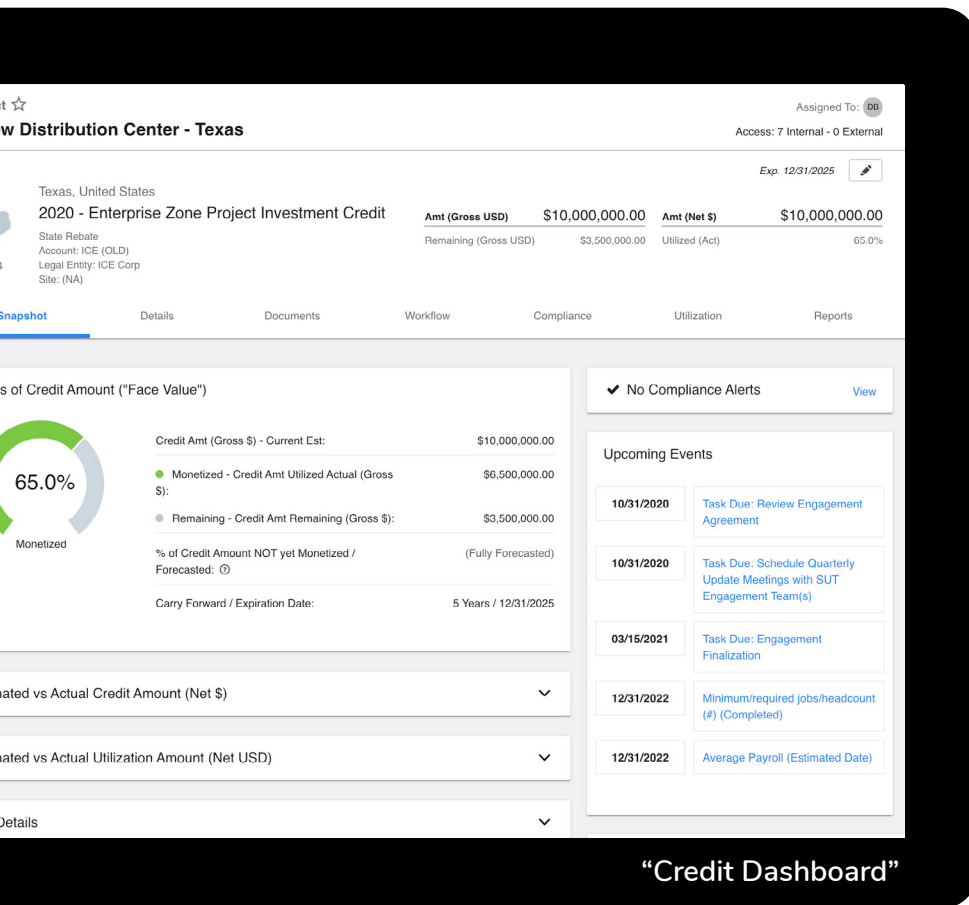 ct
Assigned To: DB
w Distribution Center - Texas
Access: 7 Internal - 0 External
Exp. 12/31/2025
Texas, United States
2020 - Enterprise Zone Project Investment Credit
Amt (Gross USD) $10,000,000.00 Amt (Net $) $10,000,000.00
State Rebate
Remaining (Gross USD) $3,500,000.00 Utilized (Act) 65.0%
Account: ICE (OLD)
Legal Entity: ICE Corp
Site: (NA)
Snapshot Details Documents Workflow Compliance Utilization Reports
s of Credit Amount ("Face Value")
65.0%
Monetized
Credit Amt (Gross $) - Current Est: $10,000,000.00
Monetized - Credit Amt Utilized Actual (Gross $6,500,000.00
$):
Remaining - Credit Amt Remaining (Gross $): $3,500,000.00
% of Credit Amount NOT yet Monetized / (Fully Forecasted)
Forecasted: ?
Carry Forward / Expiration Date: 5 Years / 12/31/2025
ated vs Actual Credit Amount (Net $)
ated vs Actual Utilization Amount (Net USD)
Details
No Compliance Alerts View
Upcoming Events
10/31/2020 Task Due: Review Engagement
Agreement
10/31/2020 Task Due: Schedule Quarterly
Update Meetings with SUT
Engagement Team(s)
03/15/2021 Task Due: Engagement
Finalization
12/31/2022 Minimum/required jobs/headcount
(#) (Completed)
12/31/2022 Average Payroll (Estimated Date)
“Credit Dashboard”